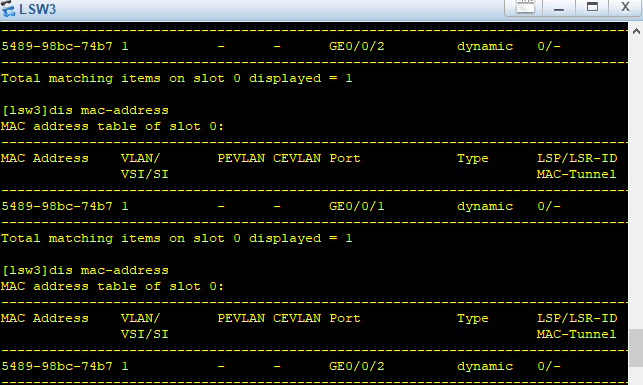 LSW3
--------------------------------------------------------------------------------
5489-98bc-74b7 1 - - GE0/0/2 dynamic 0/-
--------------------------------------------------------------------------------
Total matching items on slot 0 displayed = 1
[lsw3]dis mac-address
MAC address table of slot 0:
--------------------------------------------------------------------------------
MAC Address VLAN/ PEVLAN CEVLAN Port Type LSP/LSR-ID
VSI/SI MAC-Tunnel
--------------------------------------------------------------------------------
5489-98bc-74b7 1 - - GE0/0/1 dynamic 0/-
--------------------------------------------------------------------------------
Total matching items on slot 0 displayed = 1
[lsw3]dis mac-address
MAC address table of slot 0:
--------------------------------------------------------------------------------
MAC Address VLAN/ PEVLAN CEVLAN Port Type LSP/LSR-ID
VSI/SI MAC-Tunnel
--------------------------------------------------------------------------------
5489-98bc-74b7 1 - - GE0/0/2 dynamic 0/-
--------------------------------------------------------------------------------